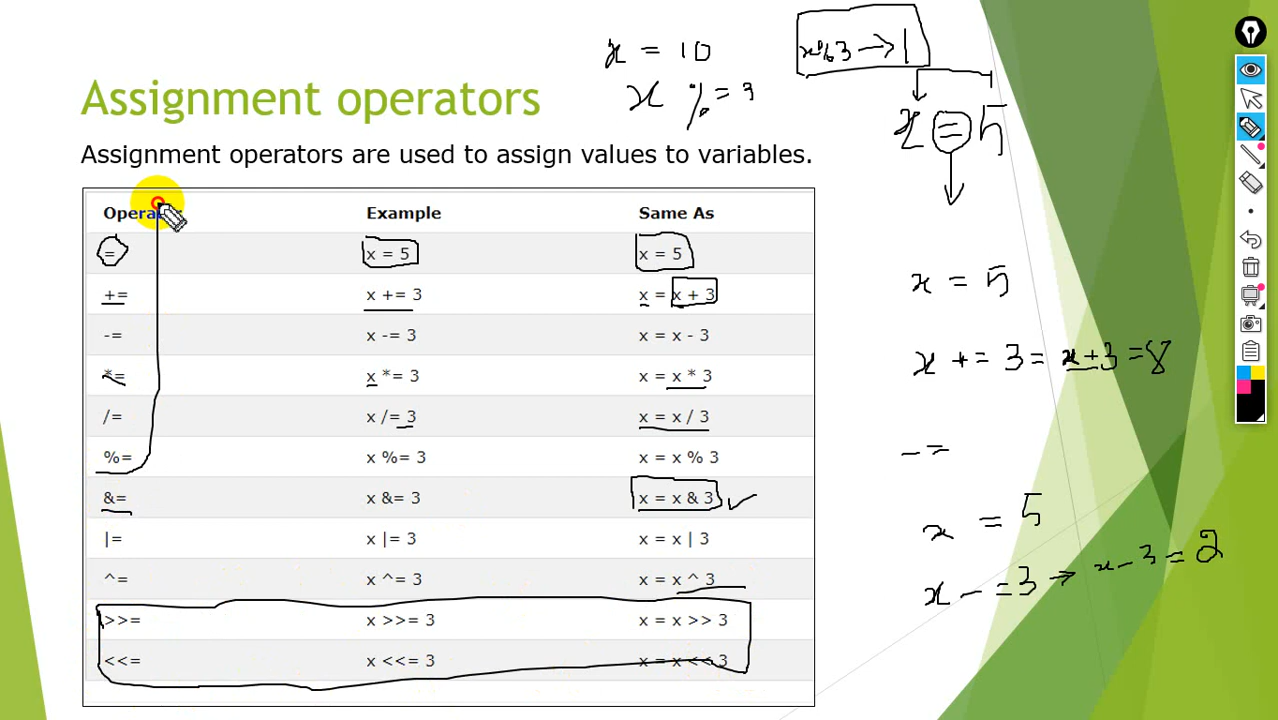 Assignment operators
x = 10
x %= 3
x%3 → 1
x = 5
Assignment operators are used to assign values to variables.
Operat Example Same As
= x = 5 x = 5
+= x += 3 x = x + 3
-= x -= 3 x = x - 3
*= x *= 3 x = x * 3
/= x /= 3 x = x / 3
%= x %= 3 x = x % 3
&= x &= 3 x = x & 3
|= x |= 3 x = x | 3
^= x ^= 3 x = x ^ 3
>>= x >>= 3 x = x >> 3
<<= x <<= 3 x = x << 3
x = 5
x += 3 = x+3 = 8
-=
x = 5
x -= 3 → x-3 = 2